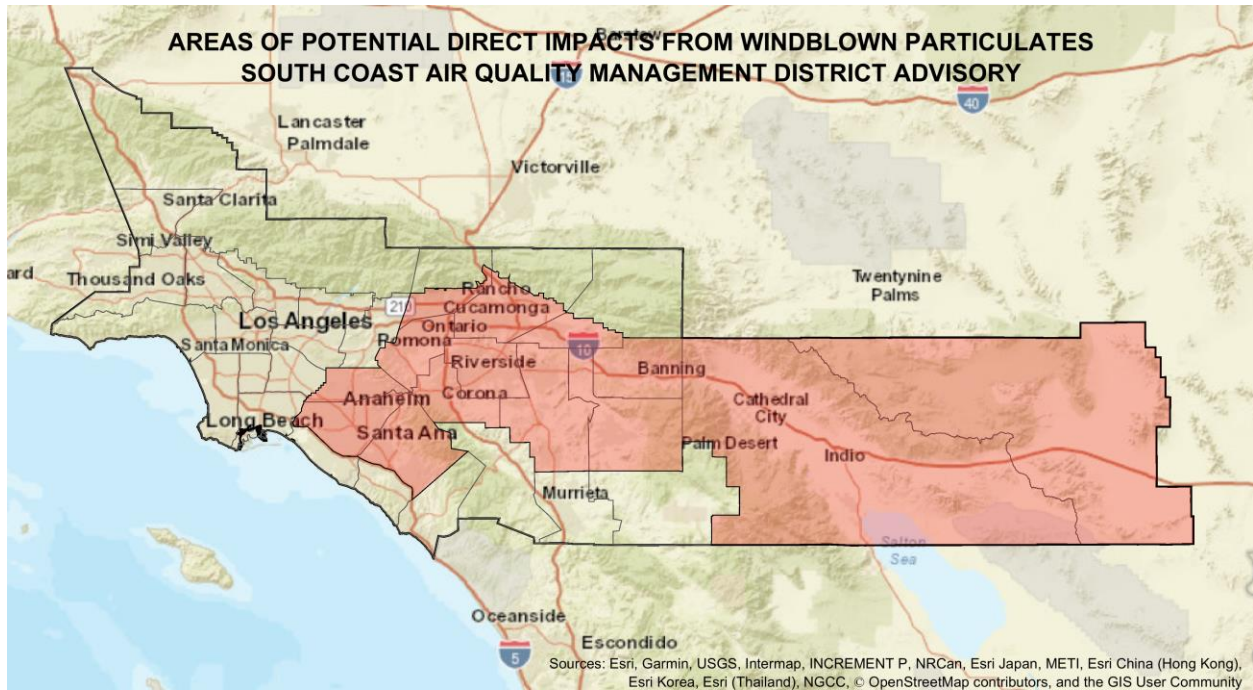 AREAS OF POTENTIAL DIRECT IMPACTS FROM WINDBLOWN PARTICULATES
SOUTH COAST AIR QUALITY MANAGEMENT DISTRICT ADVISORY
Barstow
15
40
Lancaster
Palmdale
Victorville
Santa Clarita
Simi Valley
ard
Thousand Oaks
Twentynine
Palms
Rancho
Cucamonga
210
Los Angeles
Ontario
Santa Monica
Pomona
10
Riverside
Banning
Corona
Anaheim
Cathedral
City
Long Beach
Santa Ana
Palm Desert
Indio
Murrieta
Salton
Sea
Oceanside
Escondido
5
Sources: Esri, Garmin, USGS, Intermap, INCREMENT P, NRCan, Esri Japan, METI, Esri China (Hong Kong),
Esri Korea, Esri (Thailand), NGCC, © OpenStreetMap contributors, and the GIS User Community